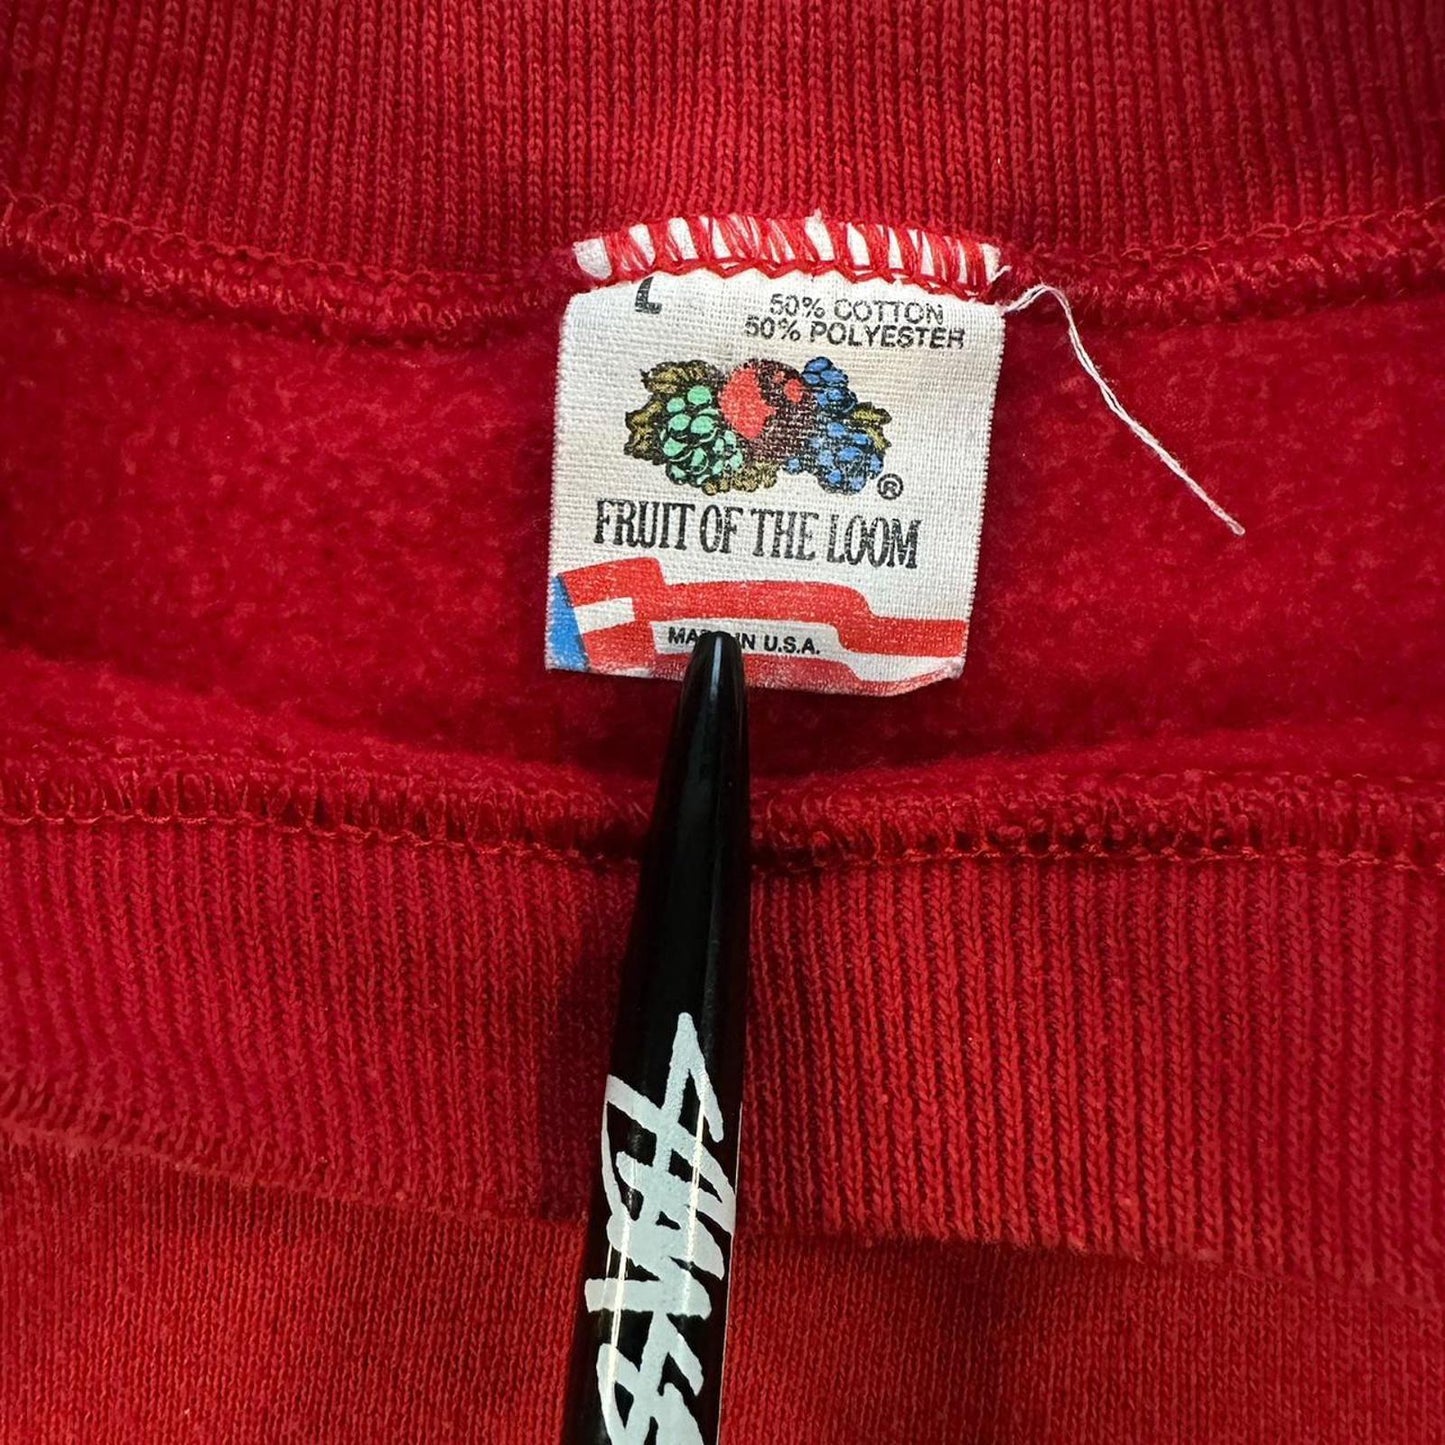 L
50% COTTON
50% POLYESTER
®
FRUIT OF THE LOOM
MADE IN U.S.A.